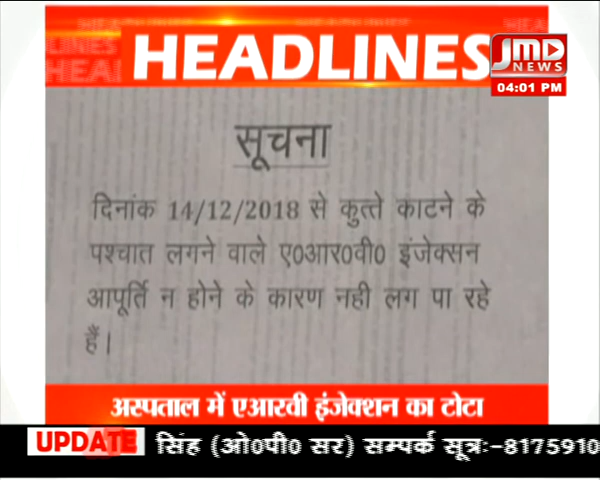 HEADLINES
JMD
NEWS
04:01 PM
सूचना
दिनांक 14/12/2018 से कुत्ते काटने के
पश्चात लगने वाले ए0आर0वी0 इंजेक्सन
आपूर्ति न होने के कारण नही लग पा रहे
हैं।
अस्पताल में एआरवी इंजेक्शन का टोटा
UPDATE सिंह (ओ0पी0 सर) सम्पर्क सूत्रः-8175910